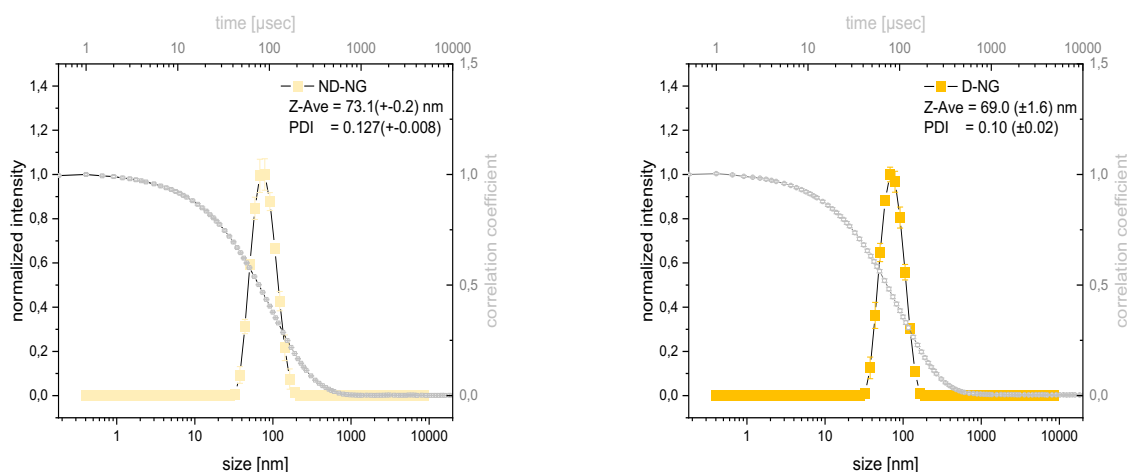 time [µsec]
1 10 100 1000 10000
1,4
1,2
1,0
0,8
0,6
0,4
0,2
0,0
normalized intensity
ND-NG
Z-Ave = 73.1(+-0.2) nm
PDI = 0.127(+-0.008)
1,5
1,0
0,5
0,0
correlation coefficient
1 10 100 1000 10000
size [nm]
time [µsec]
1 10 100 1000 10000
1,4
1,2
1,0
0,8
0,6
0,4
0,2
0,0
normalized intensity
D-NG
Z-Ave = 69.0 (±1.6) nm
PDI = 0.10 (±0.02)
1,5
1,0
0,5
0,0
correlation coefficient
1 10 100 1000 10000
size [nm]